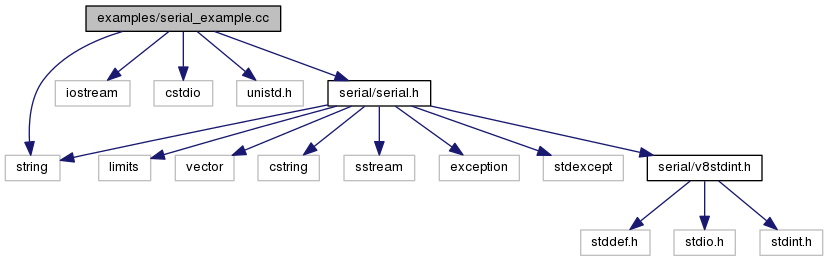 examples/serial_example.cc
iostream
cstdio
unistd.h
serial/serial.h
string
limits
vector
cstring
sstream
exception
stdexcept
serial/v8stdint.h
stddef.h
stdio.h
stdint.h